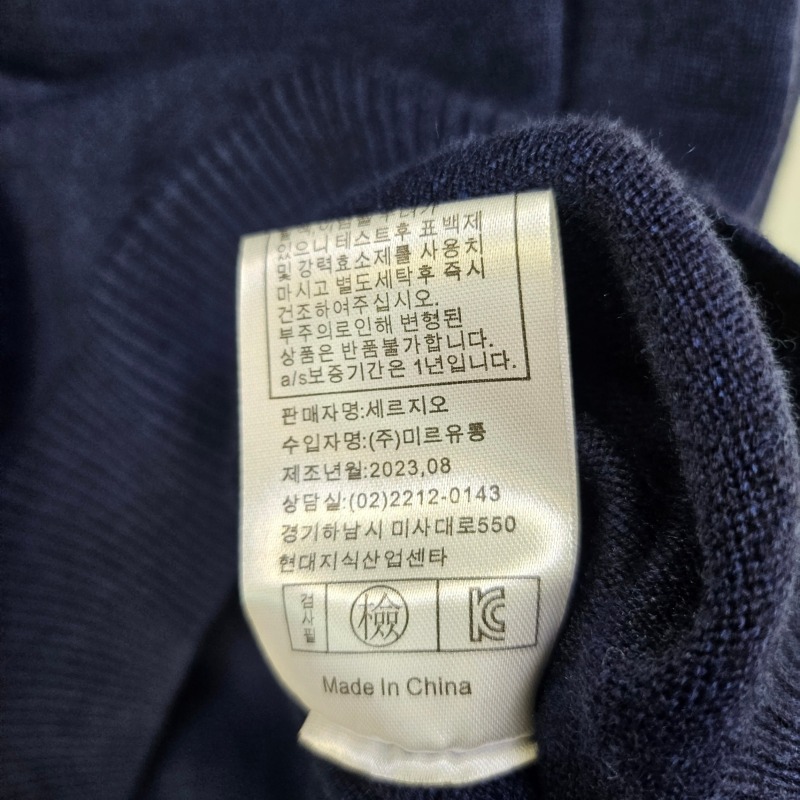 있으니 테스트후 표백제
및 강력효소제를 사용치
마시고 별도세탁후 즉시
건조하여주십시오.
부주의로인해 변형된
상품은 반품불가합니다.
a/s보증기간은 1년입니다.
판매자명:세르지오
수입자명:(주)미르유통
제조년월:2023,08
상담실:(02)2212-0143
경기하남시 미사대로550
현대지식산업센타
검사필 檢 KC
Made In China